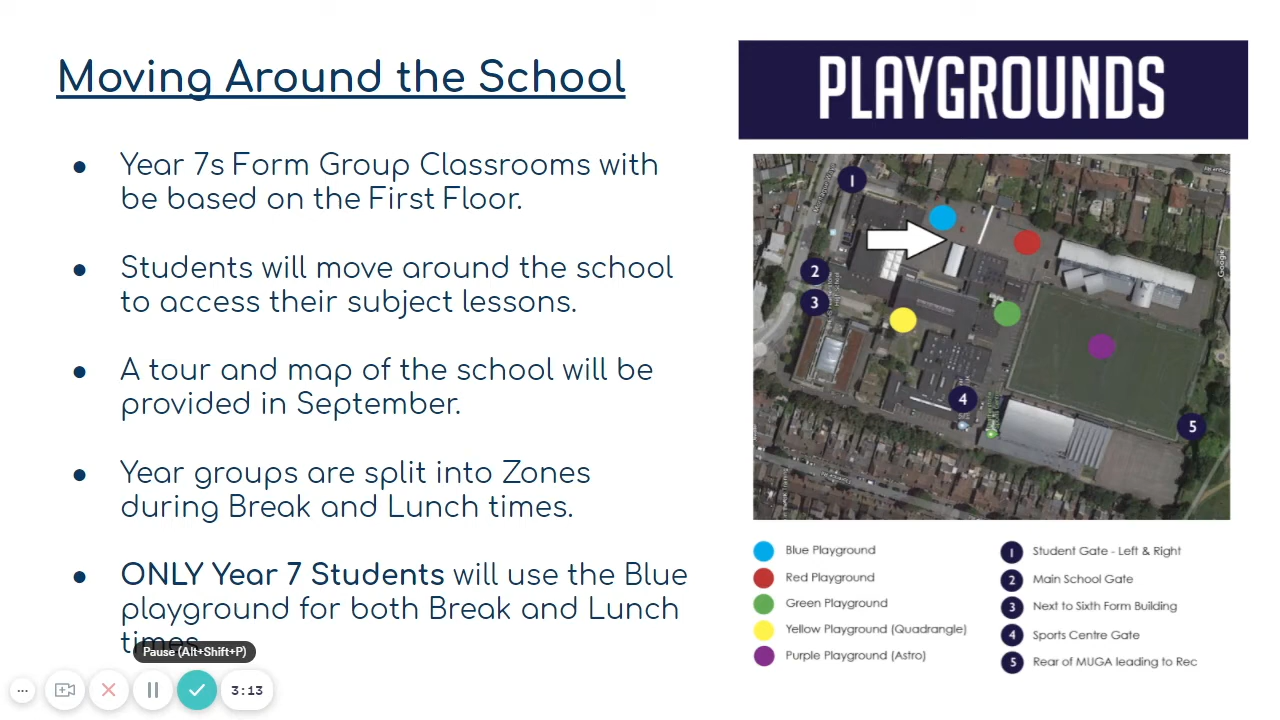 Moving Around the School
● Year 7s Form Group Classrooms with
be based on the First Floor.
● Students will move around the school
to access their subject lessons.
● A tour and map of the school will be
provided in September.
● Year groups are split into Zones
during Break and Lunch times.
● ONLY Year 7 Students will use the Blue
playground for both Break and Lunch
times.
Pause (Alt+Shift+P)
3:13
PLAYGROUNDS
1
2
3
4
5
Google
Blue Playground
Red Playground
Green Playground
Yellow Playground (Quadrangle)
Purple Playground (Astro)
1 Student Gate - Left & Right
2 Main School Gate
3 Next to Sixth Form Building
4 Sports Centre Gate
5 Rear of MUGA leading to Rec